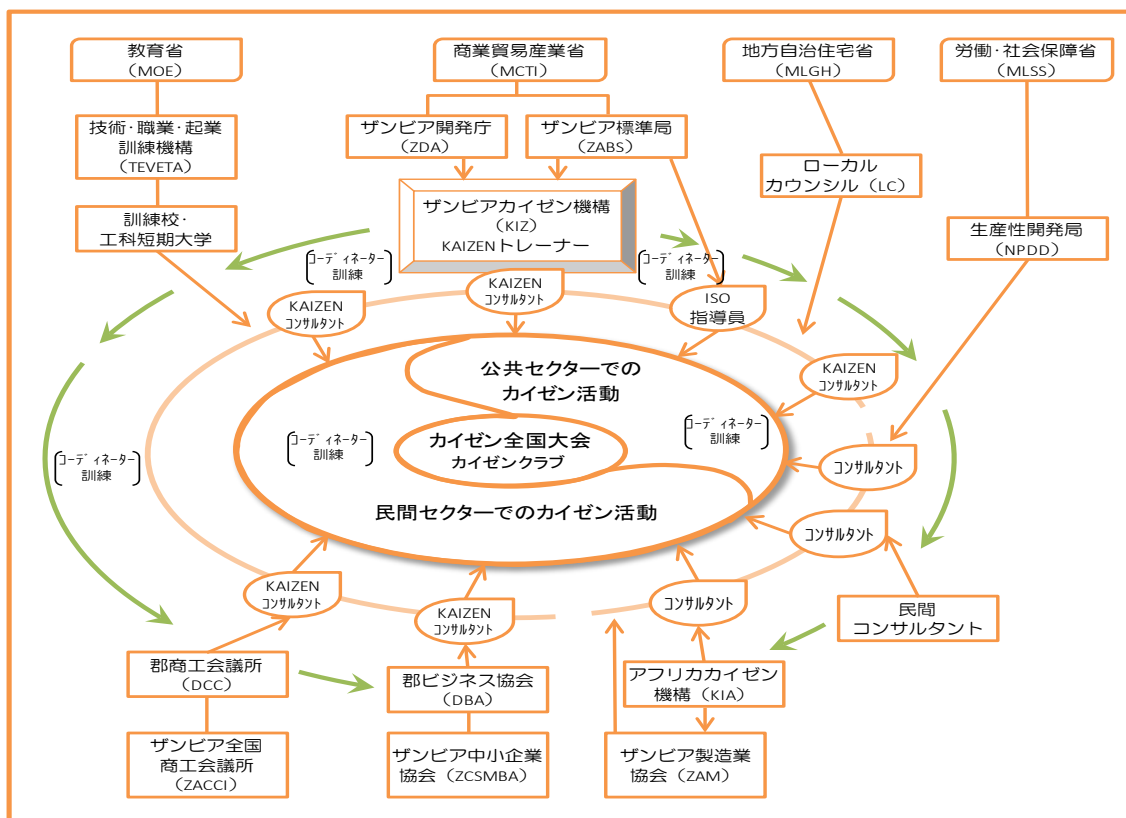 教育省
(MOE)
商業貿易産業省
(MCTI)
地方自治住宅省
(MLGH)
労働・社会保障省
(MLSS)
技術・職業・起業
訓練機構
(TEVETA)
ザンビア開発庁
(ZDA)
ザンビア標準局
(ZABS)
ローカル
カウンシル(LC)
訓練校・
工科短期大学
ザンビアカイゼン機構
(KIZ)
KAIZENトレーナー
生産性開発局
(NPDD)
コーディネーター
訓練
コーディネーター
訓練
KAIZEN
コンサルタント
KAIZEN
コンサルタント
ISO
指導員
KAIZEN
コンサルタント
公共セクターでの
カイゼン活動
コーディネーター
訓練
カイゼン全国大会
カイゼンクラブ
コーディネーター
訓練
コーディネーター
訓練
コンサルタント
民間セクターでのカイゼン活動
コンサルタント
KAIZEN
コンサルタント
KAIZEN
コンサルタント
コンサルタント
民間
コンサルタント
郡商工会議所
(DCC)
郡ビジネス協会
(DBA)
アフリカカイゼン
機構(KIA)
ザンビア全国
商工会議所
(ZACCI)
ザンビア中小企業
協会(ZCSMBA)
ザンビア製造業
協会(ZAM)